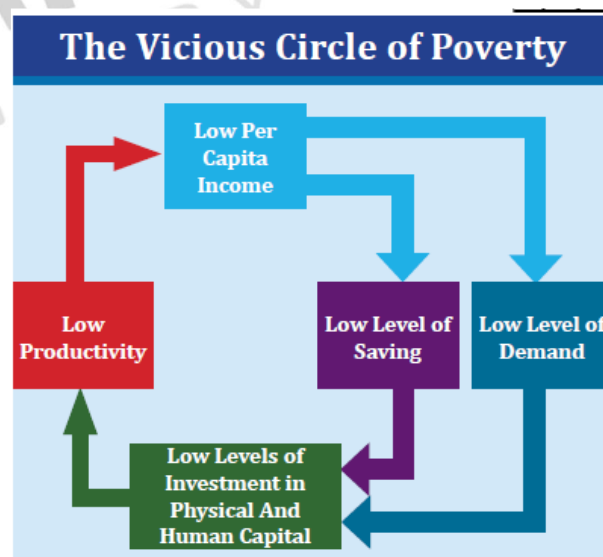 The Vicious Circle of Poverty
Low Per
Capita
Income
Low
Productivity
Low Level of
Saving
Low Level of
Demand
Low Levels of
Investment in
Physical And
Human Capital